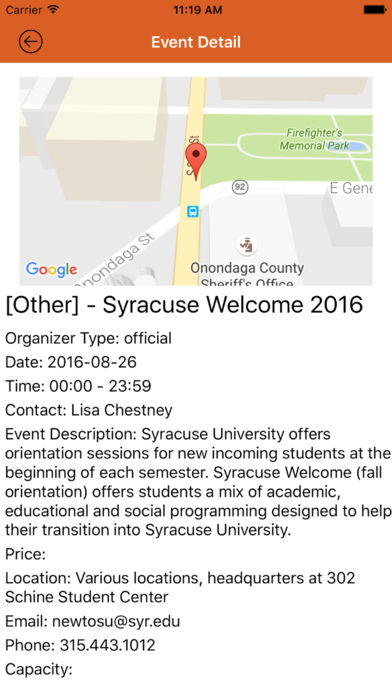 Carrier 11:19 AM
Event Detail
Firefighter's
Memorial Park
92
E Gene
Onondaga St
Google
Onondaga County
Sheriff's Office
[Other] - Syracuse Welcome 2016
Organizer Type: official
Date: 2016-08-26
Time: 00:00 - 23:59
Contact: Lisa Chestney
Event Description: Syracuse University offers
orientation sessions for new incoming students at the
beginning of each semester. Syracuse Welcome (fall
orientation) offers students a mix of academic,
educational and social programming designed to help
their transition into Syracuse University.
Price:
Location: Various locations, headquarters at 302
Schine Student Center
Email: newtosu@syr.edu
Phone: 315.443.1012
Capacity: